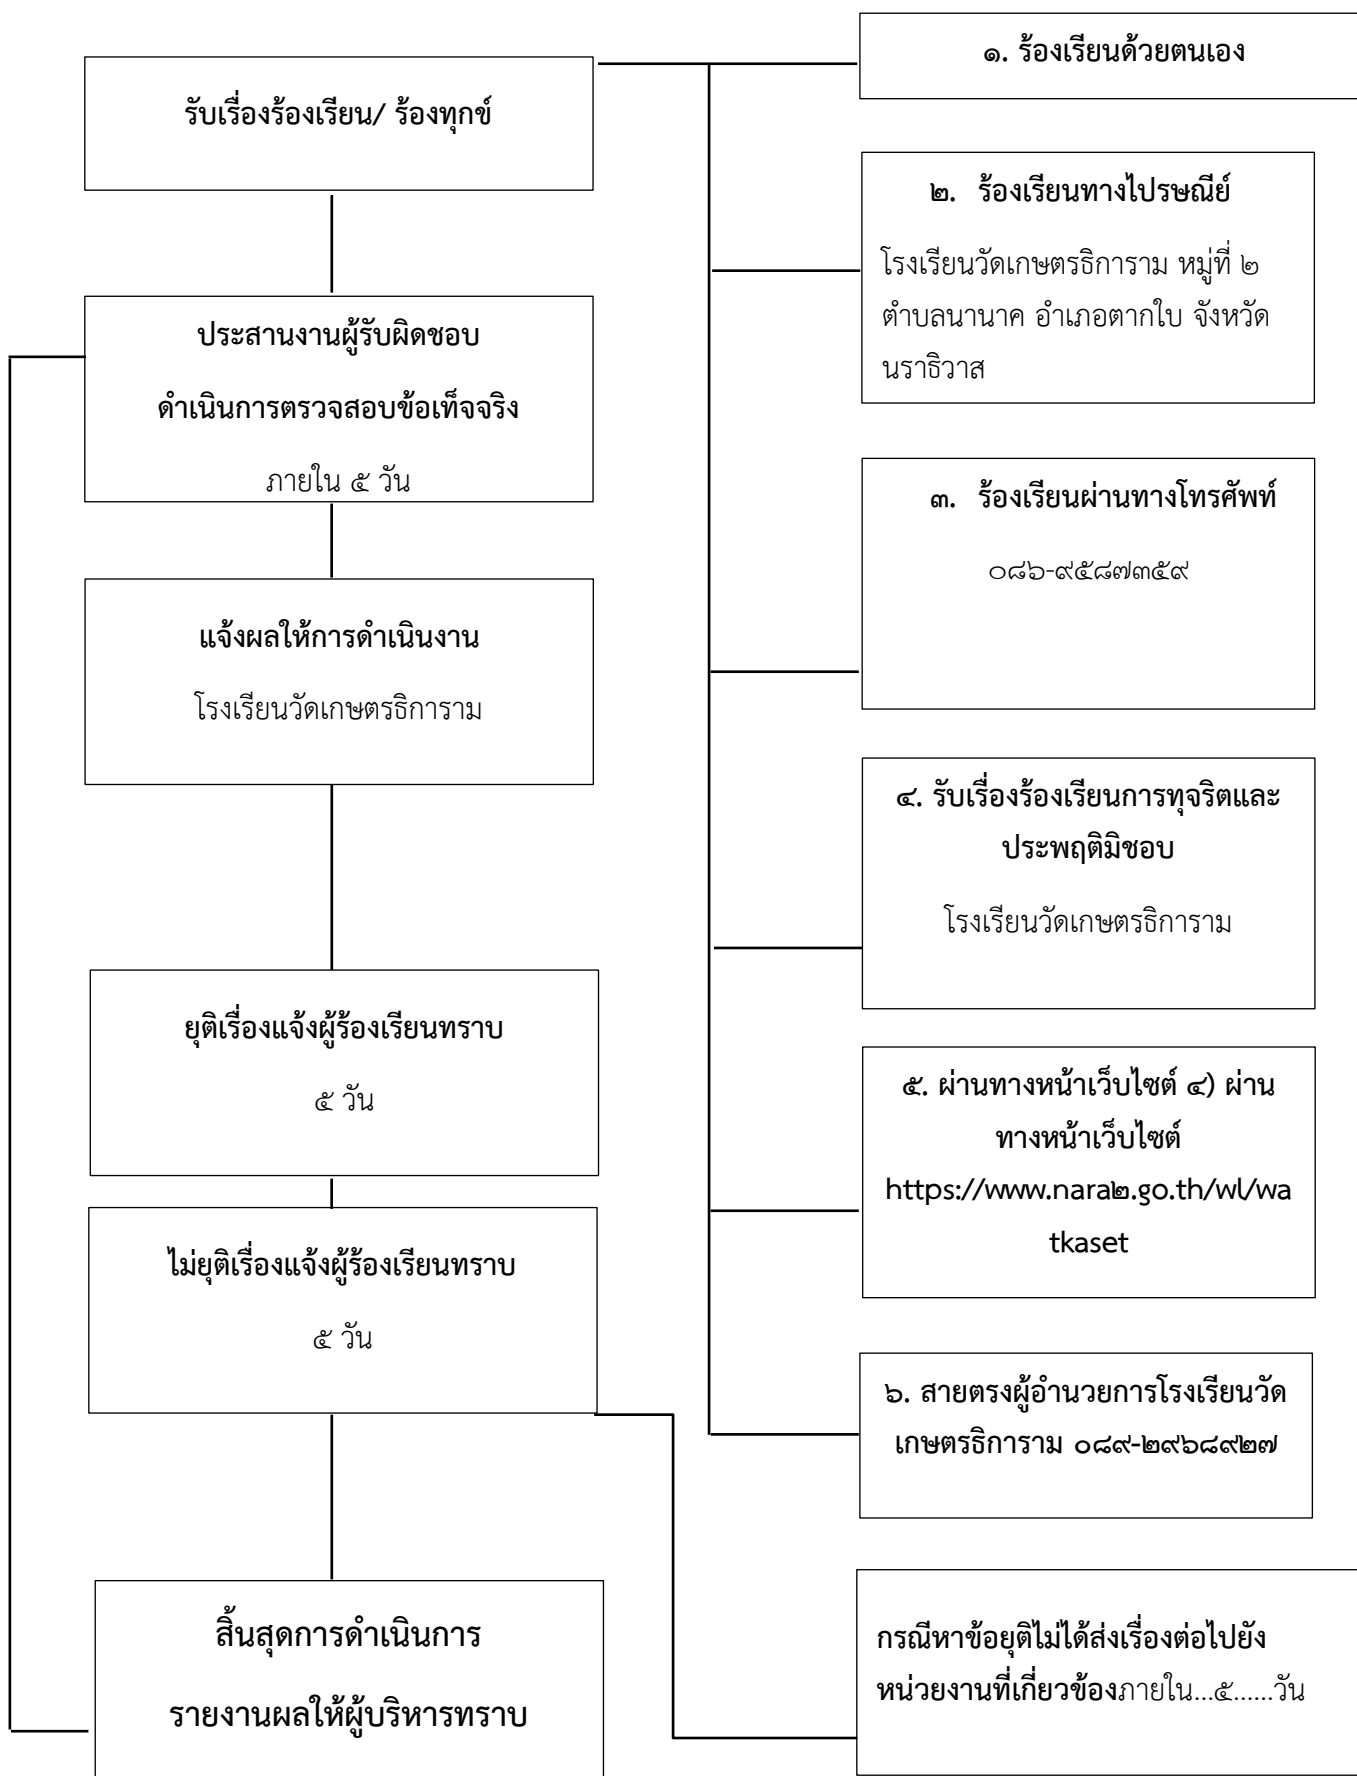 รับเรื่องร้องเรียน/ ร้องทุกข์
ประสานงานผู้รับผิดชอบ
ดำเนินการตรวจสอบข้อเท็จจริง
ภายใน ๕ วัน
แจ้งผลให้การดำเนินงาน
โรงเรียนวัดเกษตรธิการาม
ยุติเรื่องแจ้งผู้ร้องเรียนทราบ
๕ วัน
ไม่ยุติเรื่องแจ้งผู้ร้องเรียนทราบ
๕ วัน
สิ้นสุดการดำเนินการ
รายงานผลให้ผู้บริหารทราบ
๑. ร้องเรียนด้วยตนเอง
๒. ร้องเรียนทางไปรษณีย์
โรงเรียนวัดเกษตรธิการาม หมู่ที่ ๒
ตำบลนานาค อำเภอตากใบ จังหวัด
นราธิวาส
๓. ร้องเรียนผ่านทางโทรศัพท์
๐๘๖-๙๕๘๗๓๕๙
๔. รับเรื่องร้องเรียนการทุจริตและ
ประพฤติมิชอบ
โรงเรียนวัดเกษตรธิการาม
๕. ผ่านทางหน้าเว็บไซต์ ๔) ผ่าน
ทางหน้าเว็บไซต์
https://www.nara๒.go.th/wl/wa
tkaset
๖. สายตรงผู้อำนวยการโรงเรียนวัด
เกษตรธิการาม ๐๘๙-๒๙๖๘๙๒๗
กรณีหาข้อยุติไม่ได้ส่งเรื่องต่อไปยัง
หน่วยงานที่เกี่ยวข้องภายใน...๕......วัน